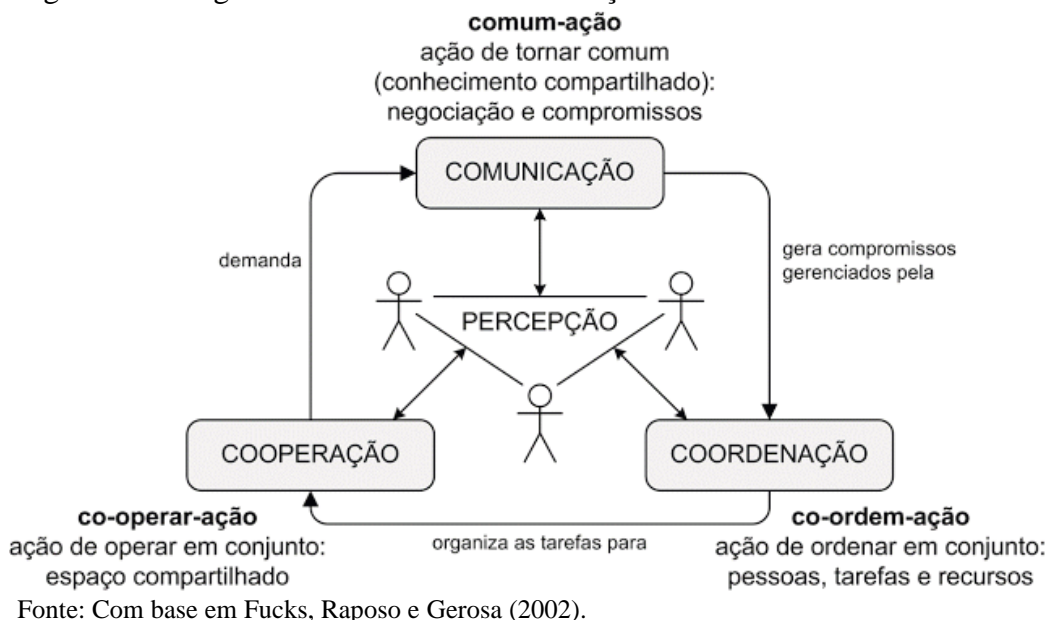 comum-ação
ação de tornar comum
(conhecimento compartilhado):
negociação e compromissos
COMUNICAÇÃO
demanda
gera compromissos
gerenciados pela
PERCEPÇÃO
COOPERAÇÃO
COORDENAÇÃO
co-operar-ação
ação de operar em conjunto:
espaço compartilhado
organiza as tarefas para
co-ordem-ação
ação de ordenar em conjunto:
pessoas, tarefas e recursos
Fonte: Com base em Fucks, Raposo e Gerosa (2002).